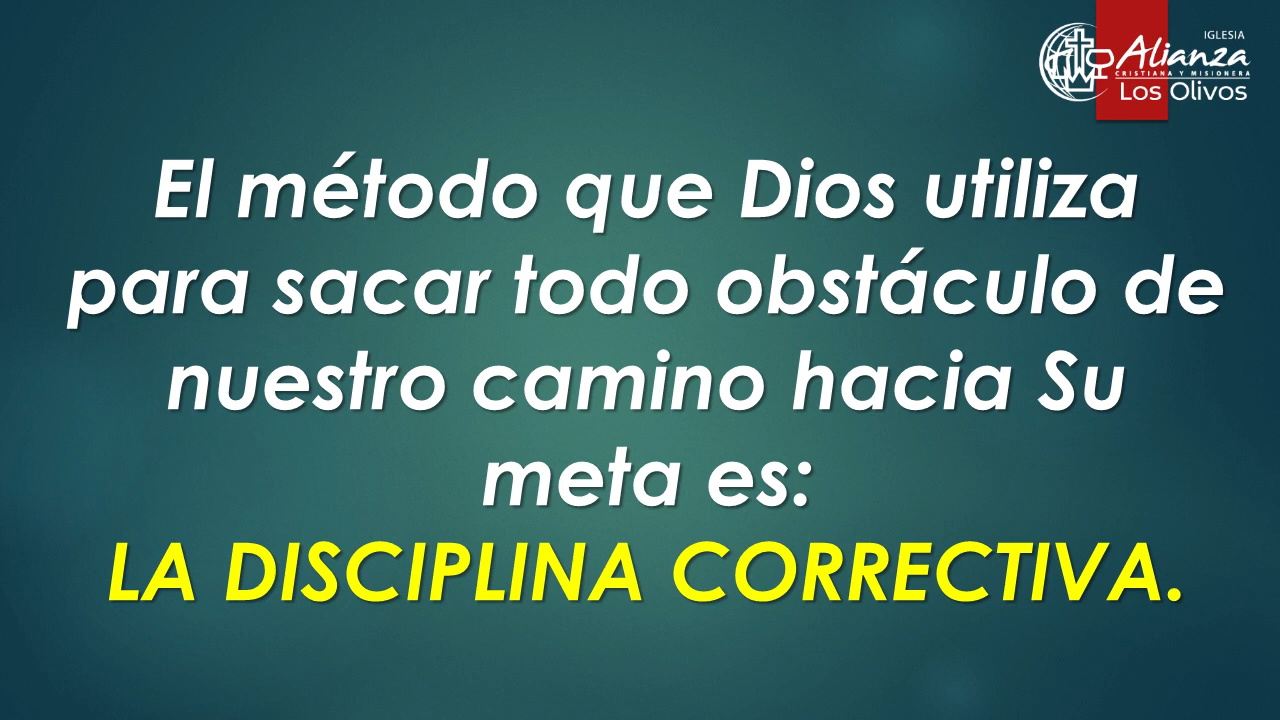 IGLESIA
Alianza
CRISTIANA Y MISIONERA
Los Olivos
El método que Dios utiliza
para sacar todo obstáculo de
nuestro camino hacia Su
meta es:
LA DISCIPLINA CORRECTIVA.